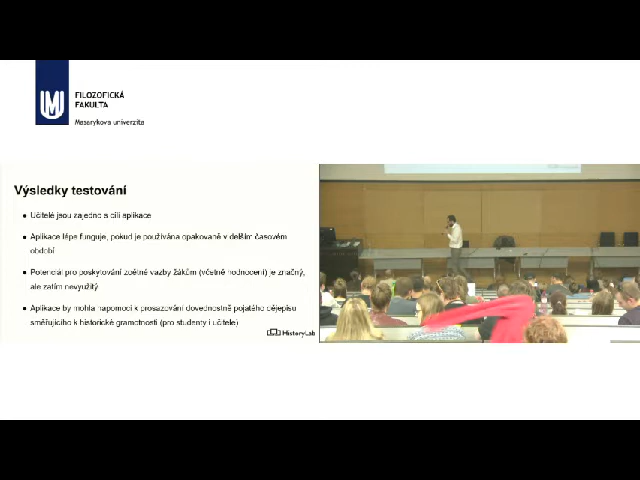 FILOZOFICKÁ
FAKULTA
Masarykova univerzita
Výsledky testování
Učitelé jsou zajedno s cíli aplikace
Aplikace lépe funguje, pokud je používána opakovaně v delším časovém
období
Potenciál pro poskytování zpětné vazby žákům (včetně hodnocení) je značný,
ale zatím nevyužitý
Aplikace by mohla napomoci k prosazování dovednostně pojatého dějepisu
směřujícího k historické gramotnosti (pro studenty i učitele)
HistoryLab